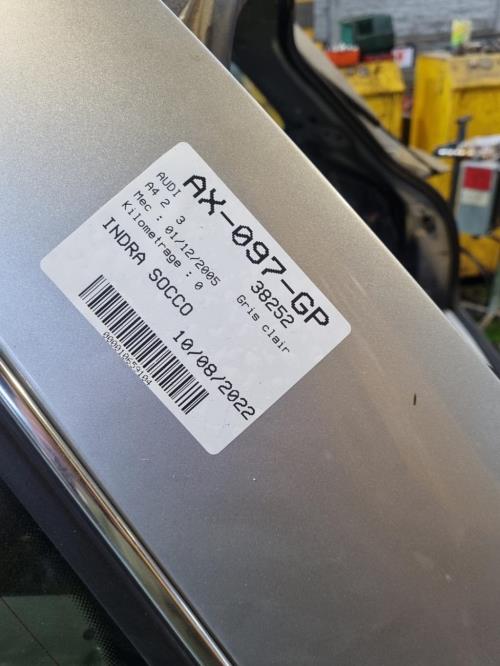 AX-097-GP
AUDI
A4 2 3
38252
Mec : 01/12/2005
Gris clair
Kilometrage : 0
INDRA SOCCO
10/08/2022